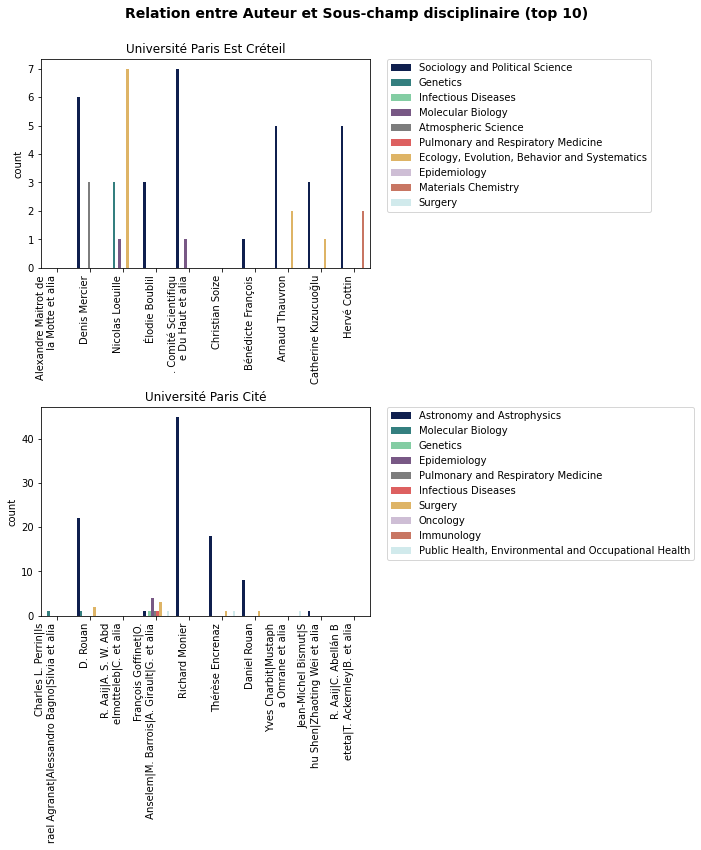 Relation entre Auteur et Sous-champ disciplinaire (top 10)
Université Paris Est Créteil
count
7
6
5
4
3
2
1
0
Alexandre Maitrot de
la Motte et alia
Denis Mercier
Nicolas Loeuille
Élodie Boublil
. Comité Scientifiqu
e Du Haut et alia
Christian Soize
Bénédicte François
Arnaud Thauvron
Catherine Kuzucuoğlu
Hervé Cottin
Sociology and Political Science
Genetics
Infectious Diseases
Molecular Biology
Atmospheric Science
Pulmonary and Respiratory Medicine
Ecology, Evolution, Behavior and Systematics
Epidemiology
Materials Chemistry
Surgery
Université Paris Cité
count
40
30
20
10
0
Charles L. Perrin|Is
rael Agranat|Alessandro Bagno|Silvia et alia
D. Rouan
R. Aaij|A. S. W. Abd
elmotteleb|C. et alia
François Goffinet|O.
Anselem|M. Barrois|A. Girault|G. et alia
Richard Monier
Thérèse Encrenaz
Daniel Rouan
Yves Charbit|Mustaph
a Omrane et alia
Jean-Michel Bismut|S
hu Shen|Zhaoting Wei et alia
R. Aaij|C. Abellán B
eteta|T. Ackernley|B. et alia
Astronomy and Astrophysics
Molecular Biology
Genetics
Epidemiology
Pulmonary and Respiratory Medicine
Infectious Diseases
Surgery
Oncology
Immunology
Public Health, Environmental and Occupational Health